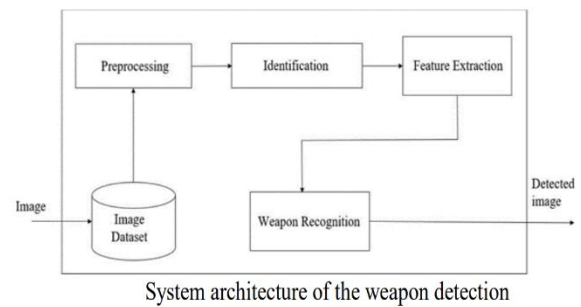 Preprocessing
Identification
Feature Extraction
Image
Image
Dataset
Weapon Recognition
Detected
image
System architecture of the weapon detection